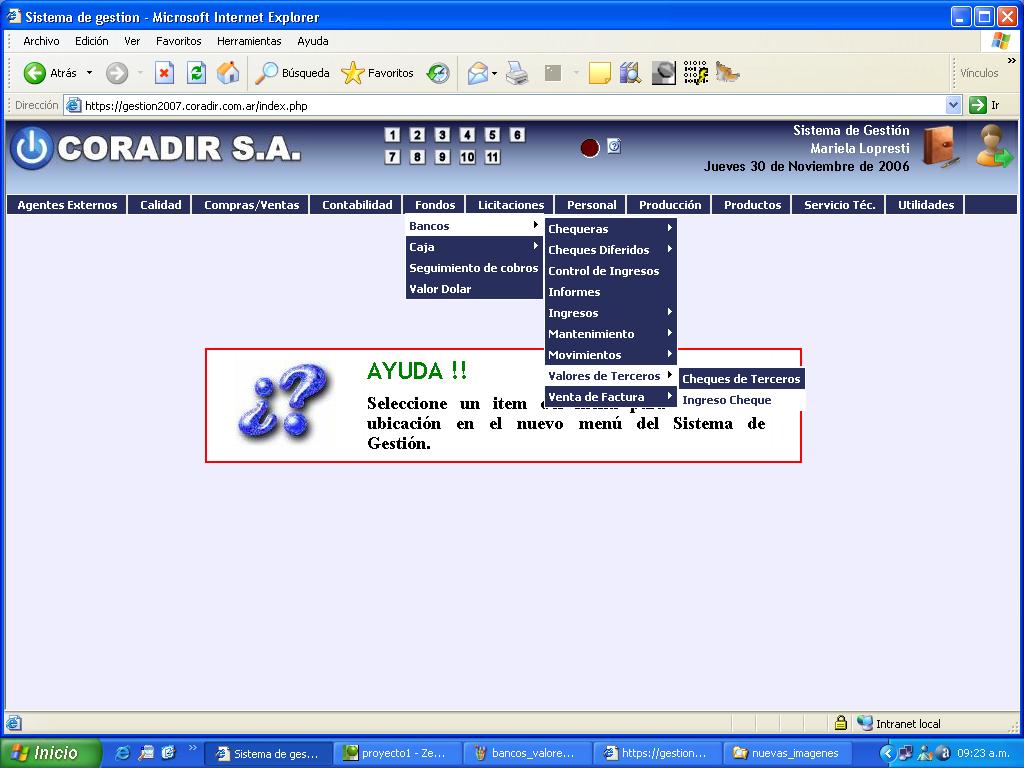 Sistema de gestion - Microsoft Internet Explorer
Archivo Edición Ver Favoritos Herramientas Ayuda
Atrás Búsqueda Favoritos Vínculos
Dirección https://gestion2007.coradir.com.ar/index.php Ir
CORADIR S.A.
1 2 3 4 5 6
7 8 9 10 11
Sistema de Gestión
Mariela Lopresti
Jueves 30 de Noviembre de 2006
Agentes Externos Calidad Compras/Ventas Contabilidad Fondos Licitaciones Personal Producción Productos Servicio Téc. Utilidades
Bancos
Caja
Seguimiento de cobros
Valor Dolar
Chequeras
Cheques Diferidos
Control de Ingresos
Informes
Ingresos
Mantenimiento
Movimientos
Valores de Terceros
Venta de Factura
Cheques de Terceros
Ingreso Cheque
AYUDA !!
Seleccione un item
ubicación en el nuevo menú del Sistema de
Gestión.
Intranet local
Inicio Sistema de ges... proyecto1 - Ze... bancos_valore... https://gestion... nuevas_imagenes 09:23 a.m.